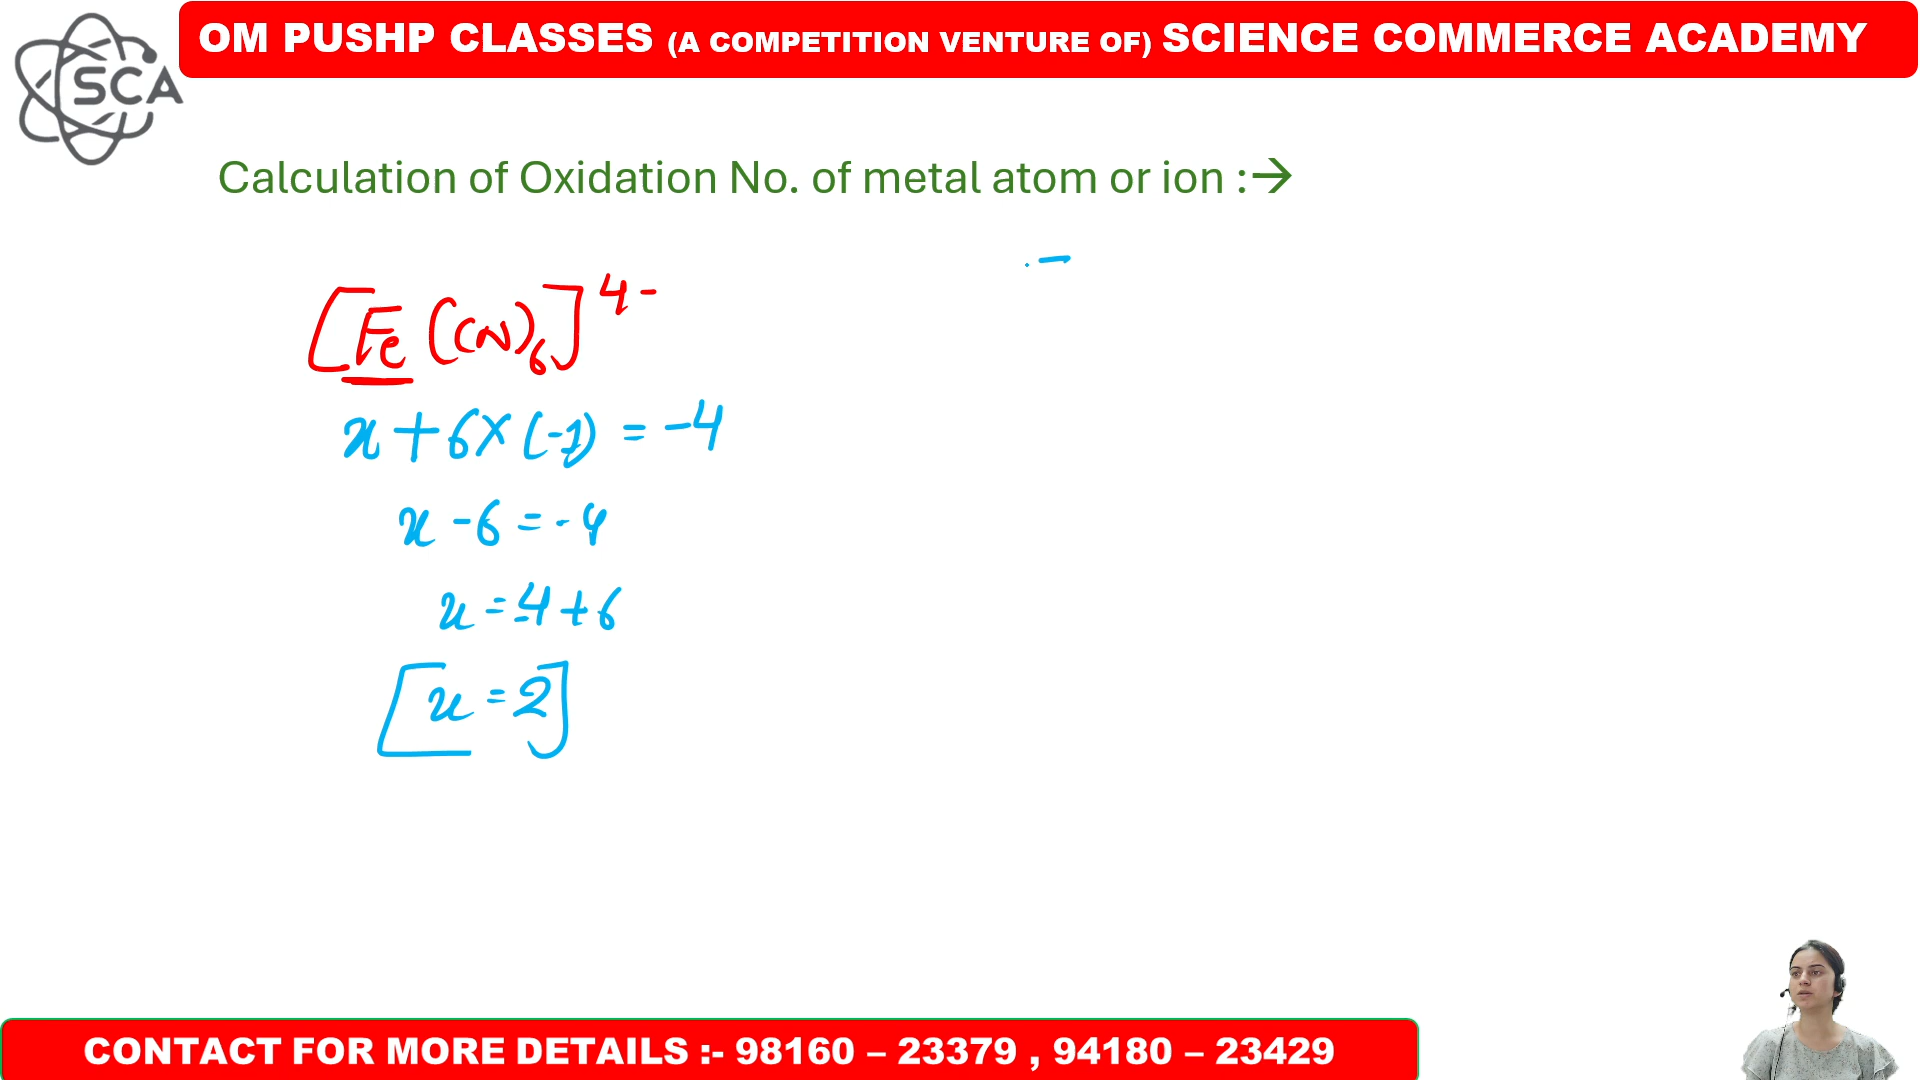 OM PUSHP CLASSES (A COMPETITION VENTURE OF) SCIENCE COMMERCE ACADEMY
SCA
Calculation of Oxidation No. of metal atom or ion :→
[Fe(CN)₆]⁴⁻
x + 6 × (-1) = -4
x - 6 = -4
x = -4 + 6
[x = 2]
CONTACT FOR MORE DETAILS :- 98160 – 23379 , 94180 – 23429